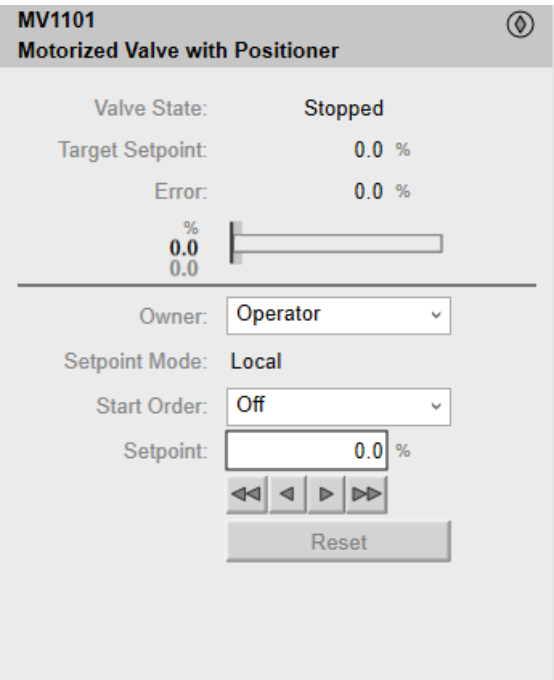 MV1101
Motorized Valve with Positioner
Valve State: Stopped
Target Setpoint: 0.0 %
Error: 0.0 %
%
0.0
0.0
Owner: Operator
Setpoint Mode: Local
Start Order: Off
Setpoint: 0.0 %
Reset